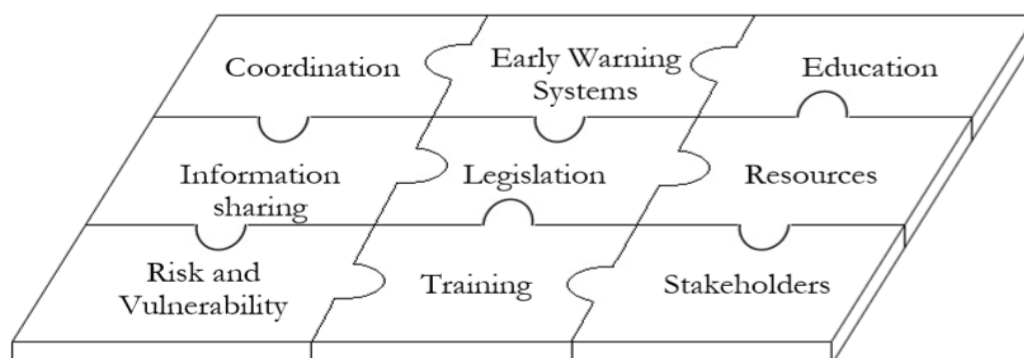 Coordination
Early Warning
Systems
Education
Information
sharing
Legislation
Resources
Risk and
Vulnerability
Training
Stakeholders